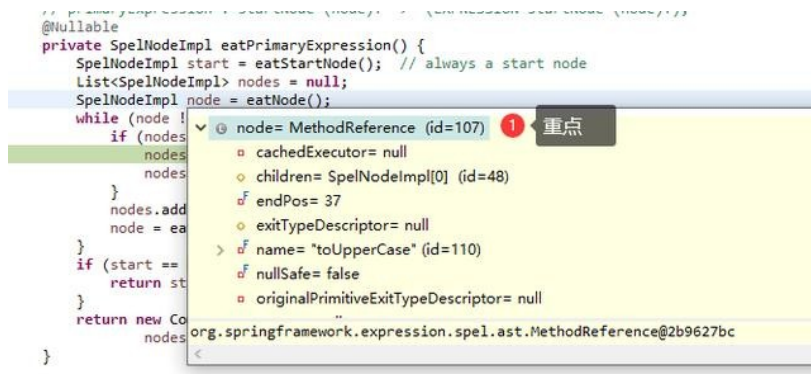 // primaryExpression : startNode (node)? -> ^(EXPRESSION startNode (node)?);
@Nullable
private SpelNodeImpl eatPrimaryExpression() {
SpelNodeImpl start = eatStartNode();  // always a start node
List<SpelNodeImpl> nodes = null;
SpelNodeImpl node = eatNode();
while (node !
if (nodes
nodes
nodes
}
nodes.add
node = ea
}
if (start ==
return st
}
return new Co
nodes
}
node= MethodReference (id=107)
1 重点
cachedExecutor= null
children= SpelNodeImpl[0] (id=48)
endPos= 37
exitTypeDescriptor= null
name= "toUpperCase" (id=110)
nullSafe= false
originalPrimitiveExitTypeDescriptor= null
org.springframework.expression.spel.ast.MethodReference@2b9627bc